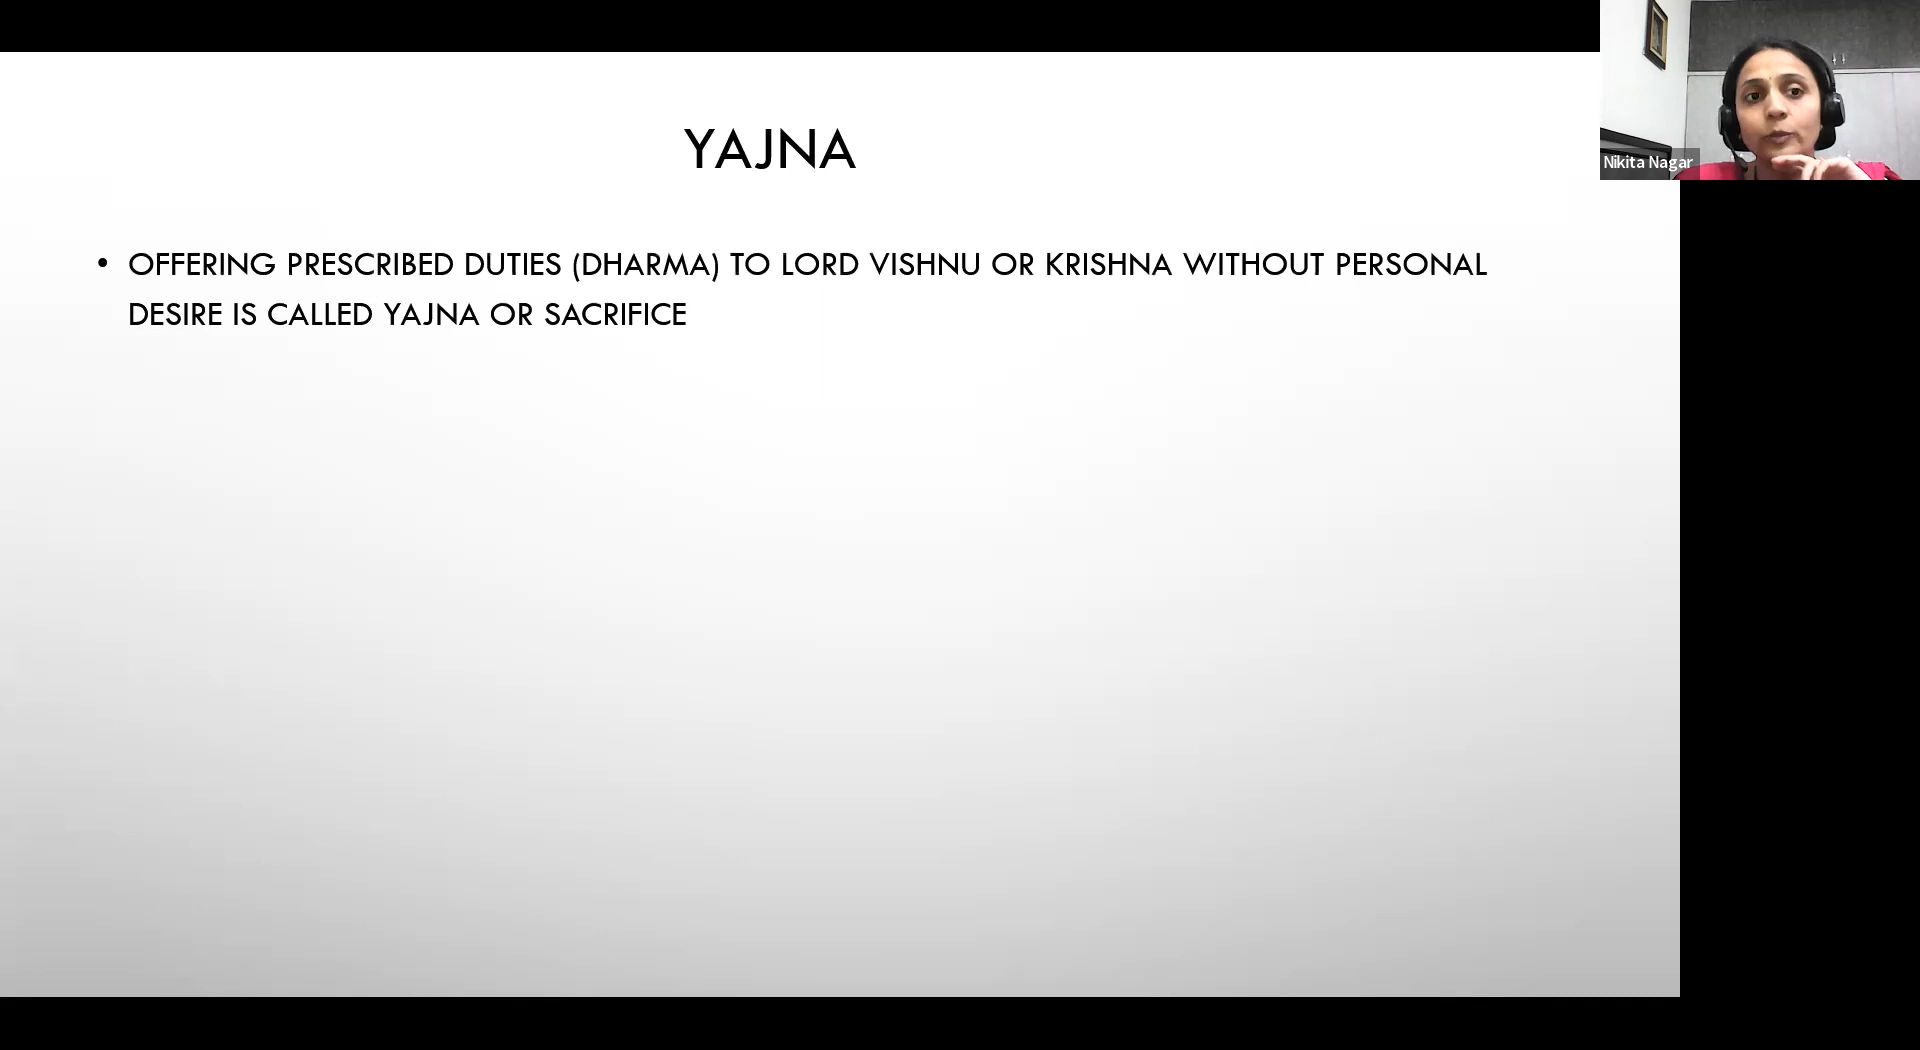 YAJNA
• OFFERING PRESCRIBED DUTIES (DHARMA) TO LORD VISHNU OR KRISHNA WITHOUT PERSONAL
DESIRE IS CALLED YAJNA OR SACRIFICE
Nikita Nagar